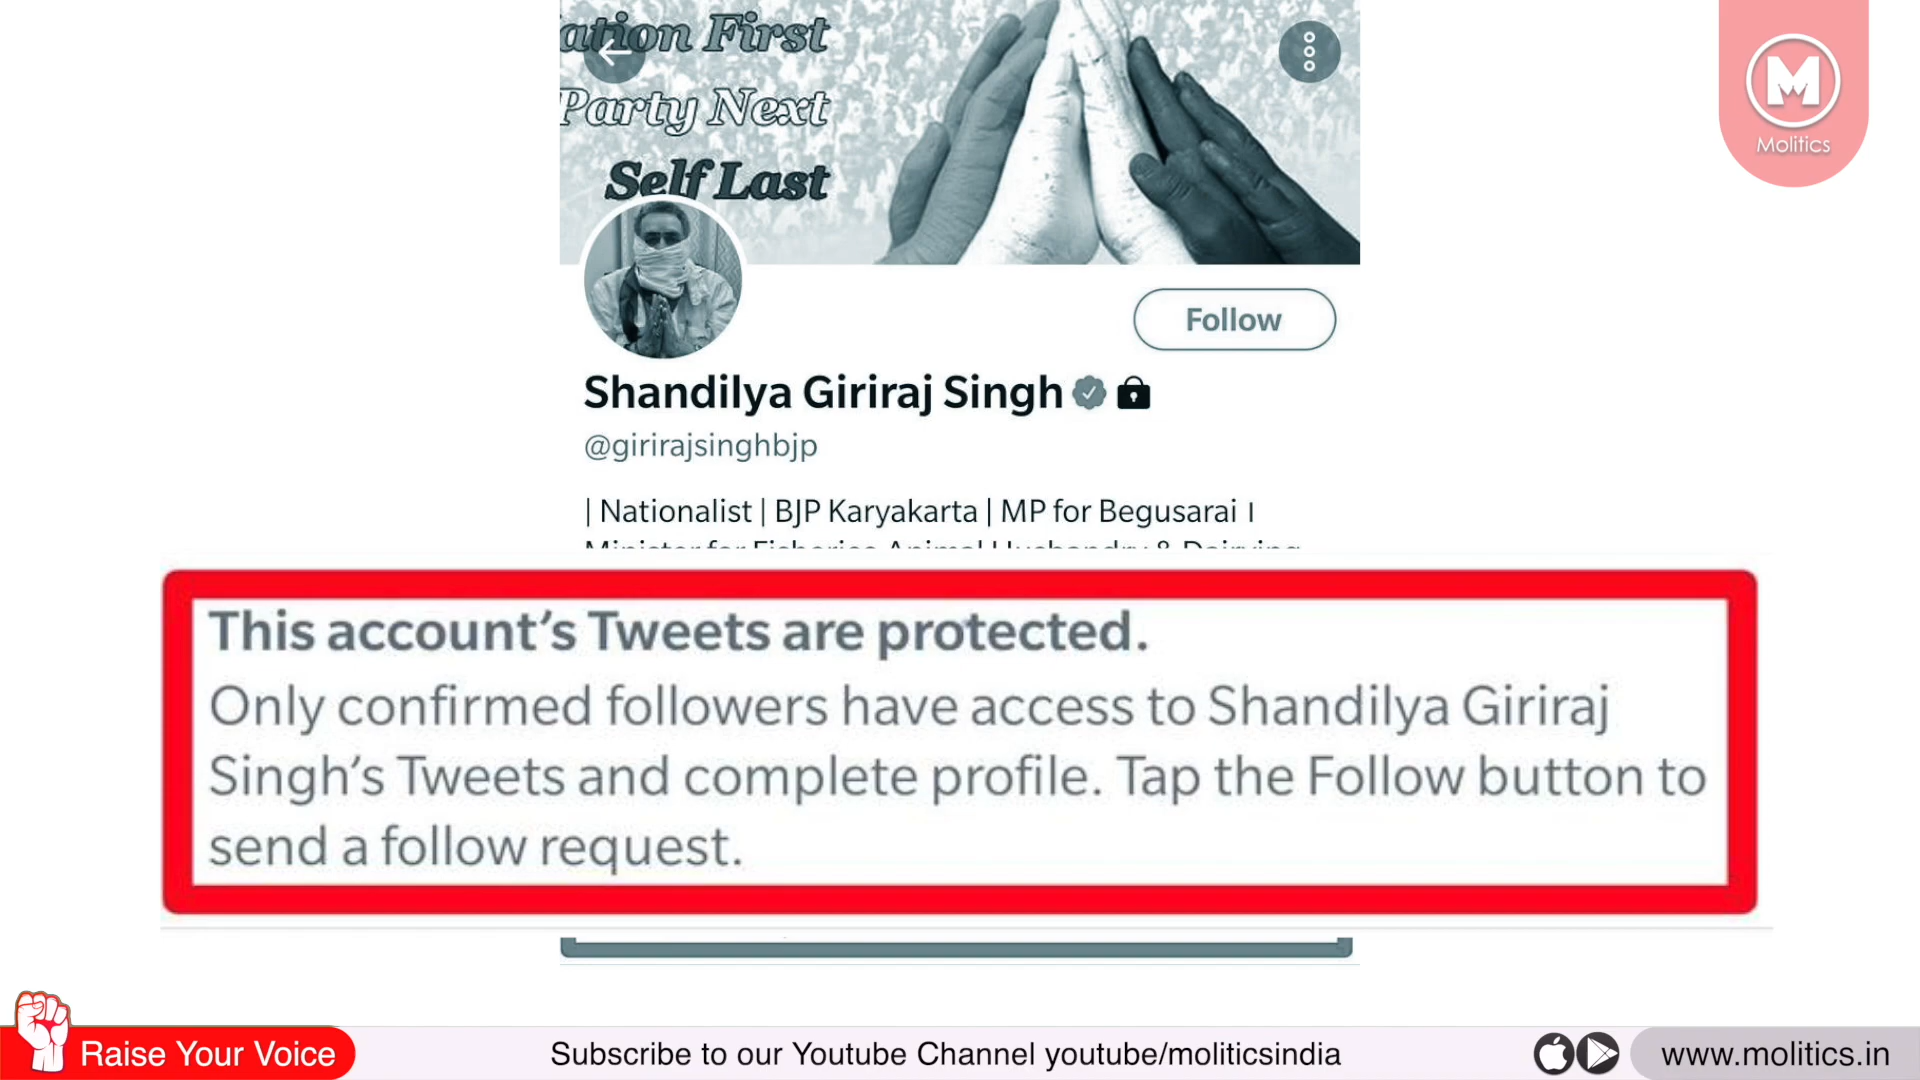 ation First
Party Next
Self Last
M
Molitics
Follow
Shandilya Giriraj Singh
@girirajsinghbjp
| Nationalist | BJP Karyakarta | MP for Begusarai ।
Minister for Fisheries Animal Husbandry & Dairying
This account's Tweets are protected.
Only confirmed followers have access to Shandilya Giriraj
Singh's Tweets and complete profile. Tap the Follow button to
send a follow request.
Raise Your Voice
Subscribe to our Youtube Channel youtube/moliticsindia
www.molitics.in